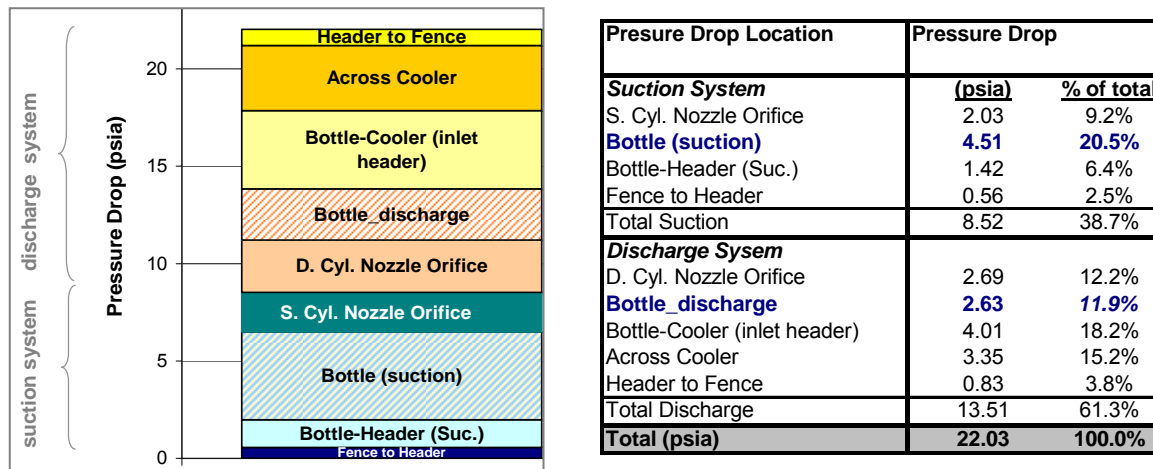 discharge system
suction system
Pressure Drop (psia)
20
15
10
5
0
Header to Fence
Across Cooler
Bottle-Cooler (inlet
header)
Bottle_discharge
D. Cyl. Nozzle Orifice
S. Cyl. Nozzle Orifice
Bottle (suction)
Bottle-Header (Suc.)
Fence to Header
Presure Drop Location Pressure Drop
Suction System (psia) % of total
S. Cyl. Nozzle Orifice 2.03 9.2%
Bottle (suction) 4.51 20.5%
Bottle-Header (Suc.) 1.42 6.4%
Fence to Header 0.56 2.5%
Total Suction 8.52 38.7%
Discharge Sysem
D. Cyl. Nozzle Orifice 2.69 12.2%
Bottle_discharge 2.63 11.9%
Bottle-Cooler (inlet header) 4.01 18.2%
Across Cooler 3.35 15.2%
Header to Fence 0.83 3.8%
Total Discharge 13.51 61.3%
Total (psia) 22.03 100.0%